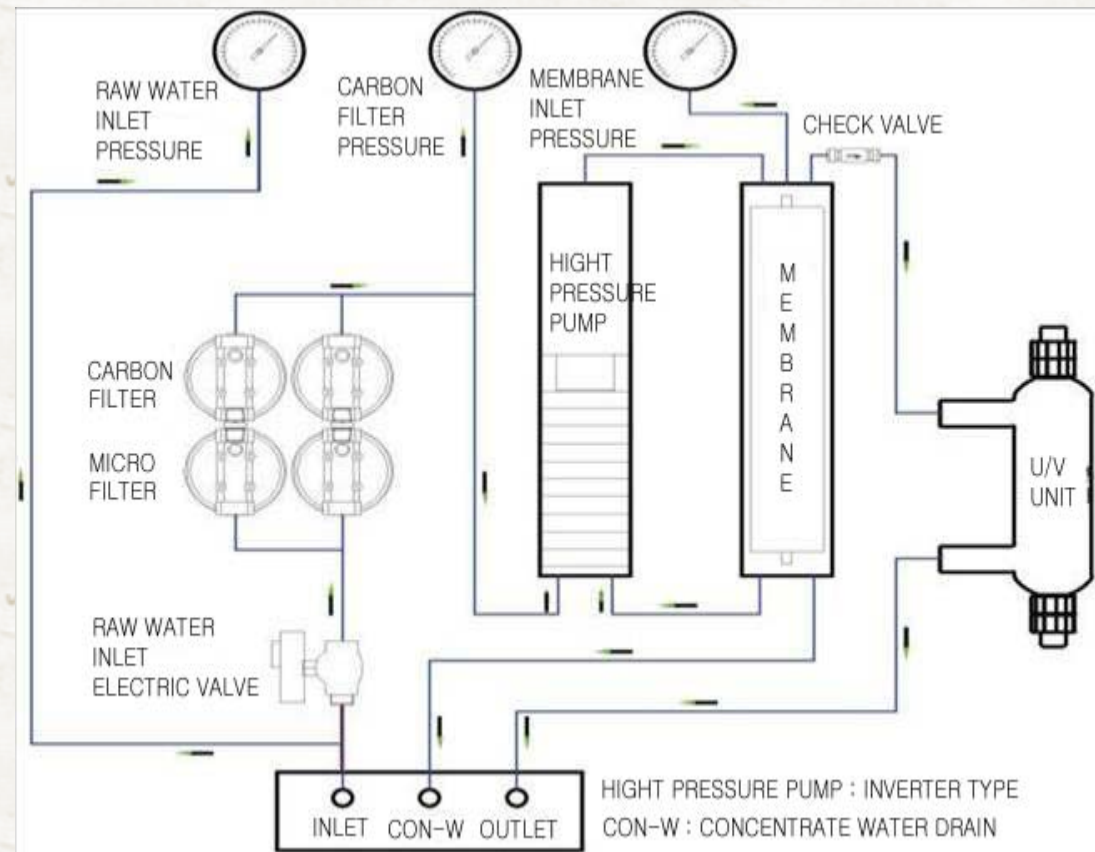 RAW WATER
INLET
PRESSURE
CARBON
FILTER
PRESSURE
MEMBRANE
INLET
PRESSURE
CHECK VALVE
HIGHT
PRESSURE
PUMP
MEMBRANE
CARBON
FILTER
MICRO
FILTER
U/V
UNIT
RAW WATER
INLET
ELECTRIC VALVE
INLET CON-W OUTLET
HIGHT PRESSURE PUMP : INVERTER TYPE
CON-W : CONCENTRATE WATER DRAIN